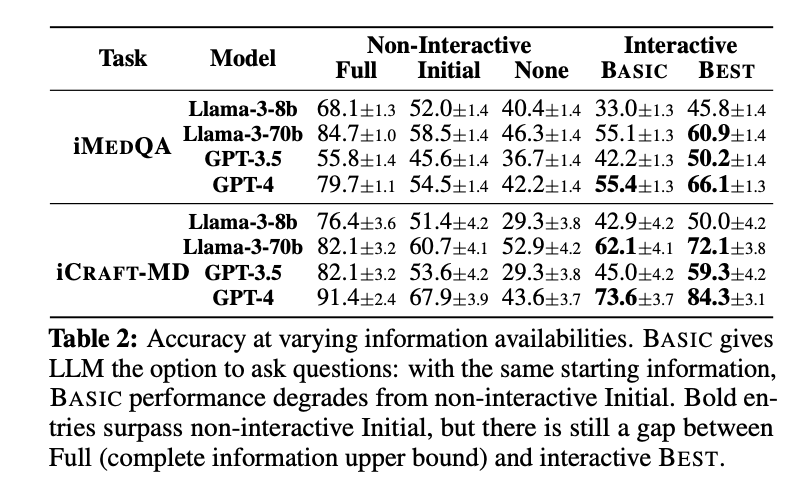 Task Model Non-Interactive Interactive
Full Initial None BASIC BEST
iMEDQA
Llama-3-8b 68.1±1.3 52.0±1.4 40.4±1.4 33.0±1.3 45.8±1.4
Llama-3-70b 84.7±1.0 58.5±1.4 46.3±1.4 55.1±1.3 60.9±1.4
GPT-3.5 55.8±1.4 45.6±1.4 36.7±1.4 42.2±1.3 50.2±1.4
GPT-4 79.7±1.1 54.5±1.4 42.2±1.4 55.4±1.3 66.1±1.3
iCRAFT-MD
Llama-3-8b 76.4±3.6 51.4±4.2 29.3±3.8 42.9±4.2 50.0±4.2
Llama-3-70b 82.1±3.2 60.7±4.1 52.9±4.2 62.1±4.1 72.1±3.8
GPT-3.5 82.1±3.2 53.6±4.2 29.3±3.8 45.0±4.2 59.3±4.2
GPT-4 91.4±2.4 67.9±3.9 43.6±3.7 73.6±3.7 84.3±3.1
Table 2: Accuracy at varying information availabilities. BASIC gives
LLM the option to ask questions: with the same starting information,
BASIC performance degrades from non-interactive Initial. Bold en-
tries surpass non-interactive Initial, but there is still a gap between
Full (complete information upper bound) and interactive BEST.